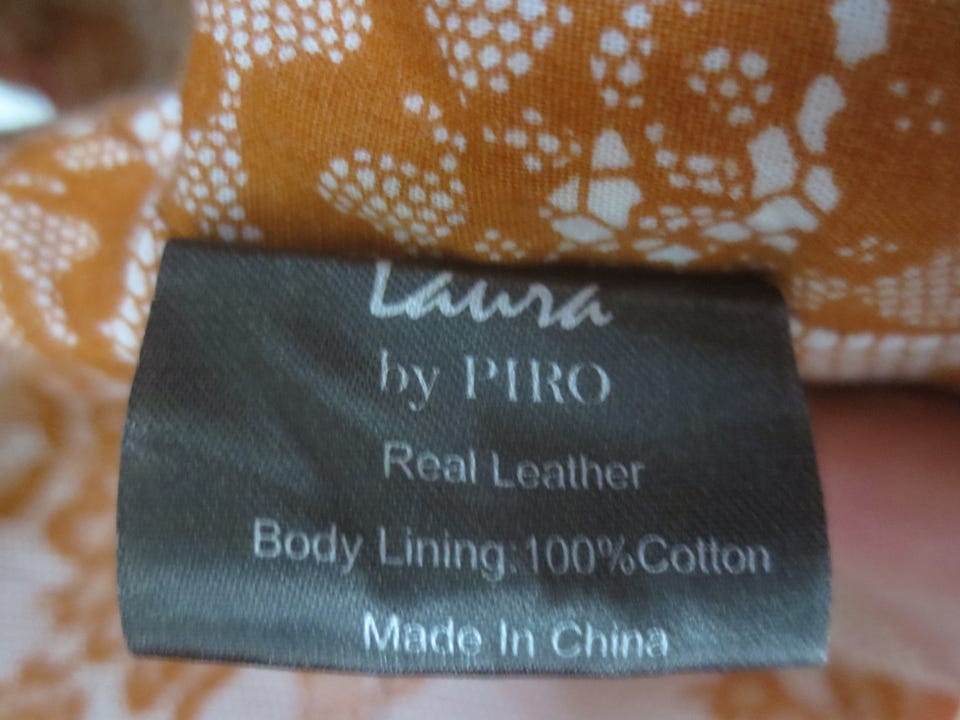 Laura
by PIRO
Real Leather
Body Lining:100%Cotton
Made In China